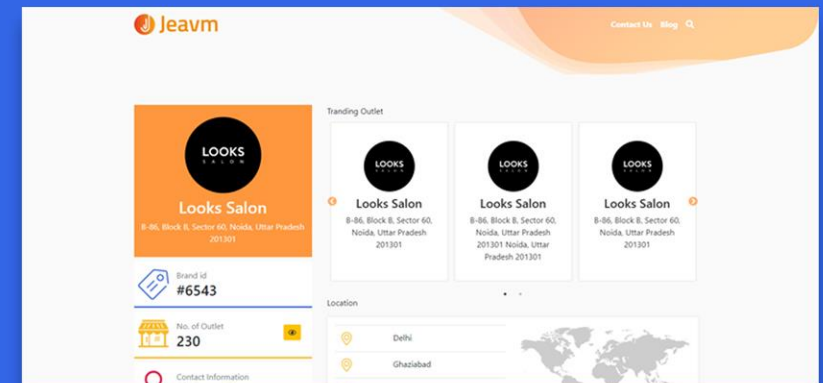 Jeavm
Contact Us Blog
LOOKS
SALON
Looks Salon
B-86, Block B, Sector 60, Noida, Uttar Pradesh
201301
Brand id
#6543
No. of Outlet
230
Contact Information
Tranding Outlet
LOOKS
SALON
Looks Salon
B-86, Block B, Sector 60,
Noida, Uttar Pradesh
201301
LOOKS
SALON
Looks Salon
B-86, Block B, Sector 60,
Noida, Uttar Pradesh
201301 Noida, Uttar
Pradesh 201301
LOOKS
SALON
Looks Salon
B-86, Block B, Sector 60,
Noida, Uttar Pradesh
201301
Location
Delhi
Ghaziabad